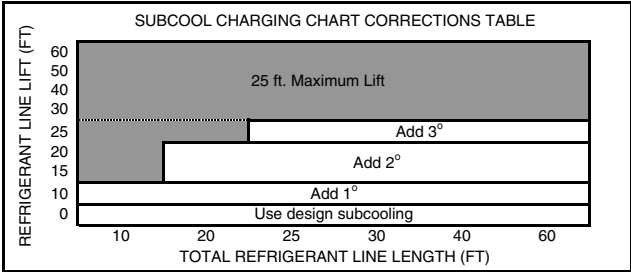 SUBCOOL CHARGING CHART CORRECTIONS TABLE
REFRIGERANT LINE LIFT (FT)
60
50
40
30
25
20
15
10
0
25 ft. Maximum Lift
Add 3°
Add 2°
Add 1°
Use design subcooling
10 20 25 30 40 60
TOTAL REFRIGERANT LINE LENGTH (FT)